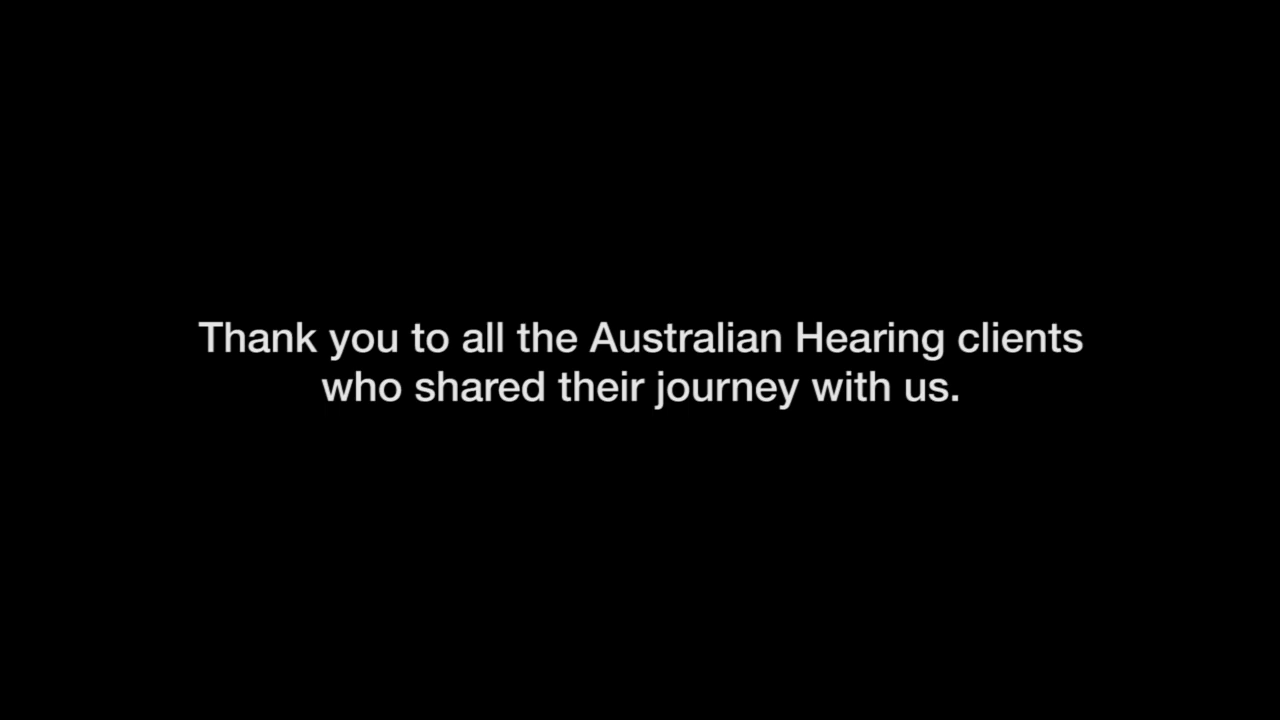 Thank you to all the Australian Hearing clients
who shared their journey with us.